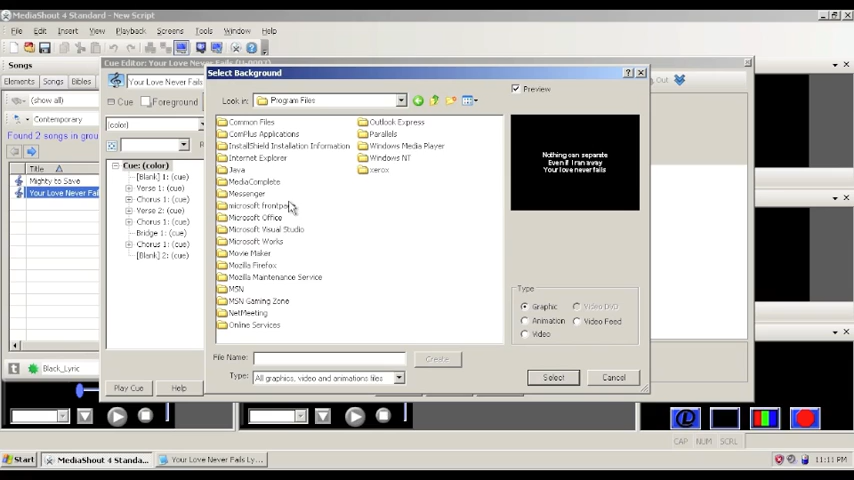 MediaShout 4 Standard - New Script
File Edit Insert View Playback Screens Tools Window Help
Songs
Elements Songs Bibles
(show all)
Contemporary
Found 2 songs in grou
Title
Mighty to Save
Your Love Never Fai
Black_Lyric
Cue Editor: Your Love Never Fails (U-0002)
Your Love Never Fails
Cue Foreground
(color)
Cue: (color)
[Blank] 1: (cue)
Verse 1: (cue)
Chorus 1: (cue)
Verse 2: (cue)
Chorus 1: (cue)
Bridge 1: (cue)
Chorus 1: (cue)
[Blank] 2: (cue)
Play Cue Help
Select Background
Look in: Program Files
Common Files
ComPlus Applications
InstallShield Installation Information
Internet Explorer
Java
MediaComplete
Messenger
microsoft frontpa
Microsoft Office
Microsoft Visual Studio
Microsoft Works
Movie Maker
Mozilla Firefox
Mozilla Maintenance Service
MSN
MSN Gaming Zone
NetMeeting
Online Services
Outlook Express
Parallels
Windows Media Player
Windows NT
xerox
Preview
Nothing can separate
Even if I ran away
Your love never fails
Type
Graphic Video DVD
Animation Video Feed
Video
File Name: Create
Type: All graphics, video and animations files
Select Cancel
Out
CAP NUM SCRL
Start MediaShout 4 Standa... Your Love Never Fails Ly... 11:11 PM